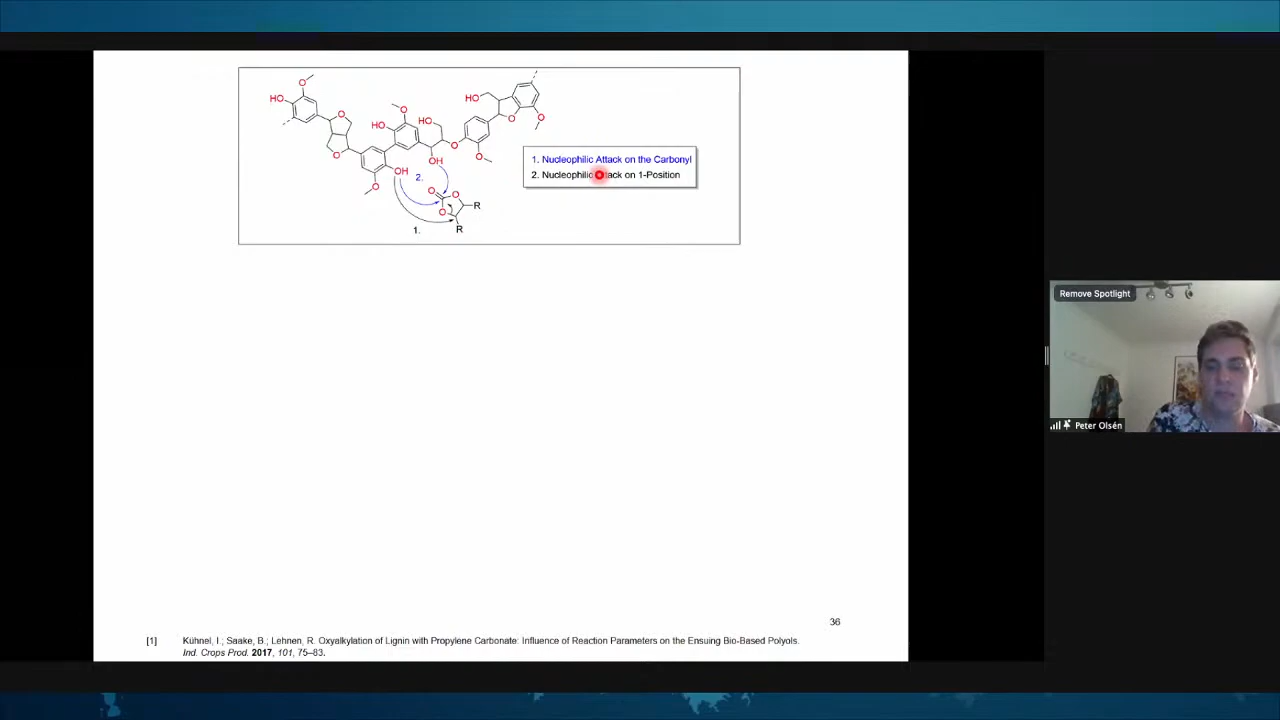 HO
O
O
O
HO
O
OH
O
HO
O
HO
OH
O
O
HO
O
O
2.
O
O
O
R
R
1.
1. Nucleophilic Attack on the Carbonyl
2. Nucleophilic tack on 1-Position
Remove Spotlight
Peter Olsén
36
[1] Kühnel, I.; Saake, B.; Lehnen, R. Oxyalkylation of Lignin with Propylene Carbonate: Influence of Reaction Parameters on the Ensuing Bio-Based Polyols.
Ind. Crops Prod. 2017, 101, 75–83.